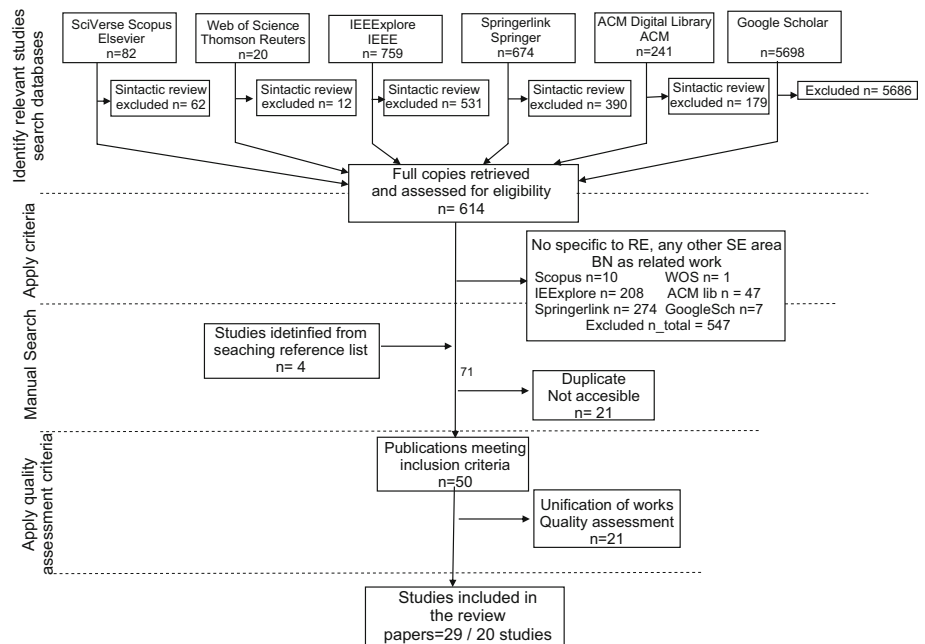 Identify relevant studies
search databases
SciVerse Scopus
Elsevier
n=82
Web of Science
Thomson Reuters
n=20
IEEExplore
IEEE
n= 759
Springerlink
Springer
n=674
ACM Digital Library
ACM
n=241
Google Scholar
n=5698
Sintactic review
excluded n= 62
Sintactic review
excluded n= 12
Sintactic review
excluded n= 531
Sintactic review
excluded n= 390
Sintactic review
excluded n= 179
Excluded n= 5686
Full copies retrieved
and assessed for eligibility
n= 614
Apply criteria
No specific to RE, any other SE area
BN as related work
Scopus n=10 WOS n= 1
IEEExplore n= 208 ACM lib n = 47
Springerlink n= 274 GoogleSch n=7
Excluded n_total = 547
Manual Search
Studies idetinfied from
seaching reference list
n= 4
71
Duplicate
Not accesible
n= 21
Apply quality
assessment criteria
Publications meeting
inclusion criteria
n=50
Unification of works
Quality assessment
n=21
Studies included in
the review
papers=29 / 20 studies